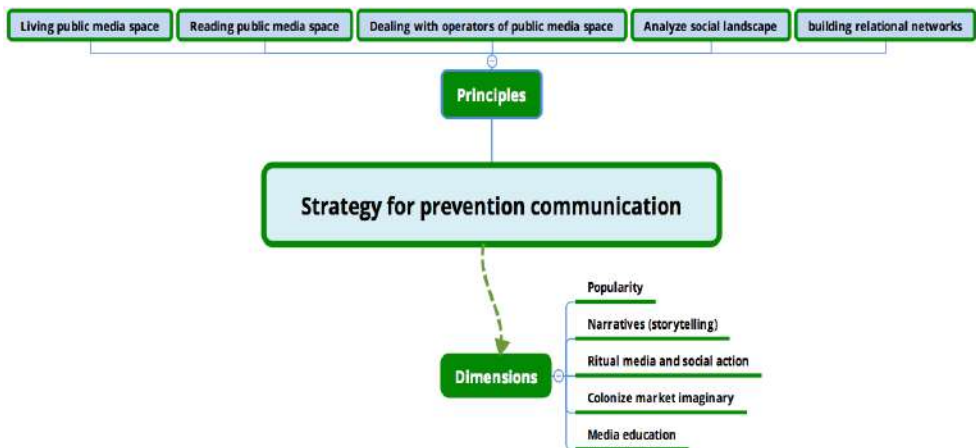 Living public media space
Reading public media space
Dealing with operators of public media space
Analyze social landscape
building relational networks
Principles
Strategy for prevention communication
Popularity
Narratives (storytelling)
Ritual media and social action
Dimensions
Colonize market imaginary
Media education